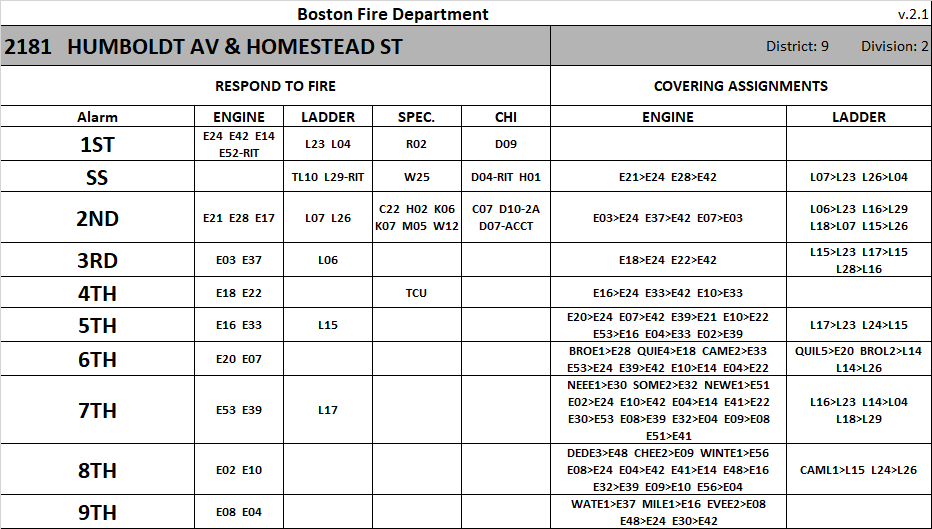 Boston Fire Department v.2.1
2181 HUMBOLDT AV & HOMESTEAD ST District: 9 Division: 2
RESPOND TO FIRE COVERING ASSIGNMENTS
Alarm ENGINE LADDER SPEC. CHI ENGINE LADDER
1ST E24 E42 E14 L23 L04 R02 D09
E52-RIT
SS TL10 L29-RIT W25 D04-RIT H01 E21>E24 E28>E42 L07>L23 L26>L04
2ND E21 E28 E17 L07 L26 C22 H02 K06 C07 D10-2A E03>E24 E37>E42 E07>E03 L06>L23 L16>L29
K07 M05 W12 D07-ACCT L18>L07 L15>L26
3RD E03 E37 L06 E18>E24 E22>E42 L15>L23 L17>L15
L28>L16
4TH E18 E22 TCU E16>E24 E33>E42 E10>E33
5TH E16 E33 L15 E20>E24 E07>E42 E39>E21 E10>E22 L17>L23 L24>L15
E53>E16 E04>E33 E02>E39
6TH E20 E07 BROE1>E28 QUIE4>E18 CAME2>E33 QUIL5>E20 BROL2>L14
E53>E24 E39>E42 E10>E14 E04>E22 L14>L26
7TH E53 E39 L17 NEEE1>E30 SOME2>E32 NEWE1>E51
E02>E24 E10>E42 E04>E14 E41>E22 L16>L23 L14>L04
E30>E53 E08>E39 E32>E04 E09>E08 L18>L29
E51>E41
8TH E02 E10 DEDE3>E48 CHEE2>E09 WINTE1>E56
E08>E24 E04>E42 E41>E14 E48>E16 CAML1>L15 L24>L26
E32>E39 E09>E10 E56>E04
9TH E08 E04 WATE1>E37 MILE1>E16 EVEE2>E08
E48>E24 E30>E42